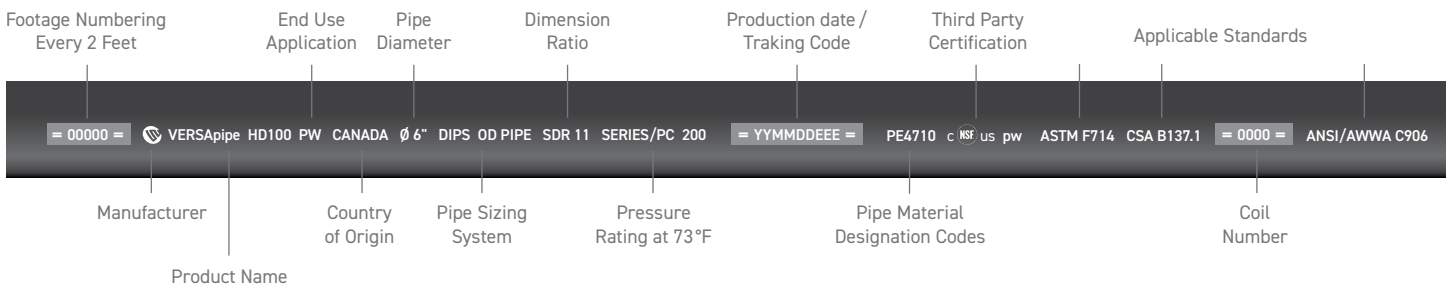 Footage Numbering
Every 2 Feet
End Use
Application
Pipe
Diameter
Dimension
Ratio
Production date /
Traking Code
Third Party
Certification
Applicable Standards
= 00000 = VERSApipe HD100 PW CANADA Ø 6" DIPS OD PIPE SDR 11 SERIES/PC 200 = YYMMDDEEE = PE4710 c NSF us pw ASTM F714 CSA B137.1 = 0000 = ANSI/AWWA C906
Manufacturer
Country
of Origin
Pipe Sizing
System
Pressure
Rating at 73°F
Pipe Material
Designation Codes
Coil
Number
Product Name